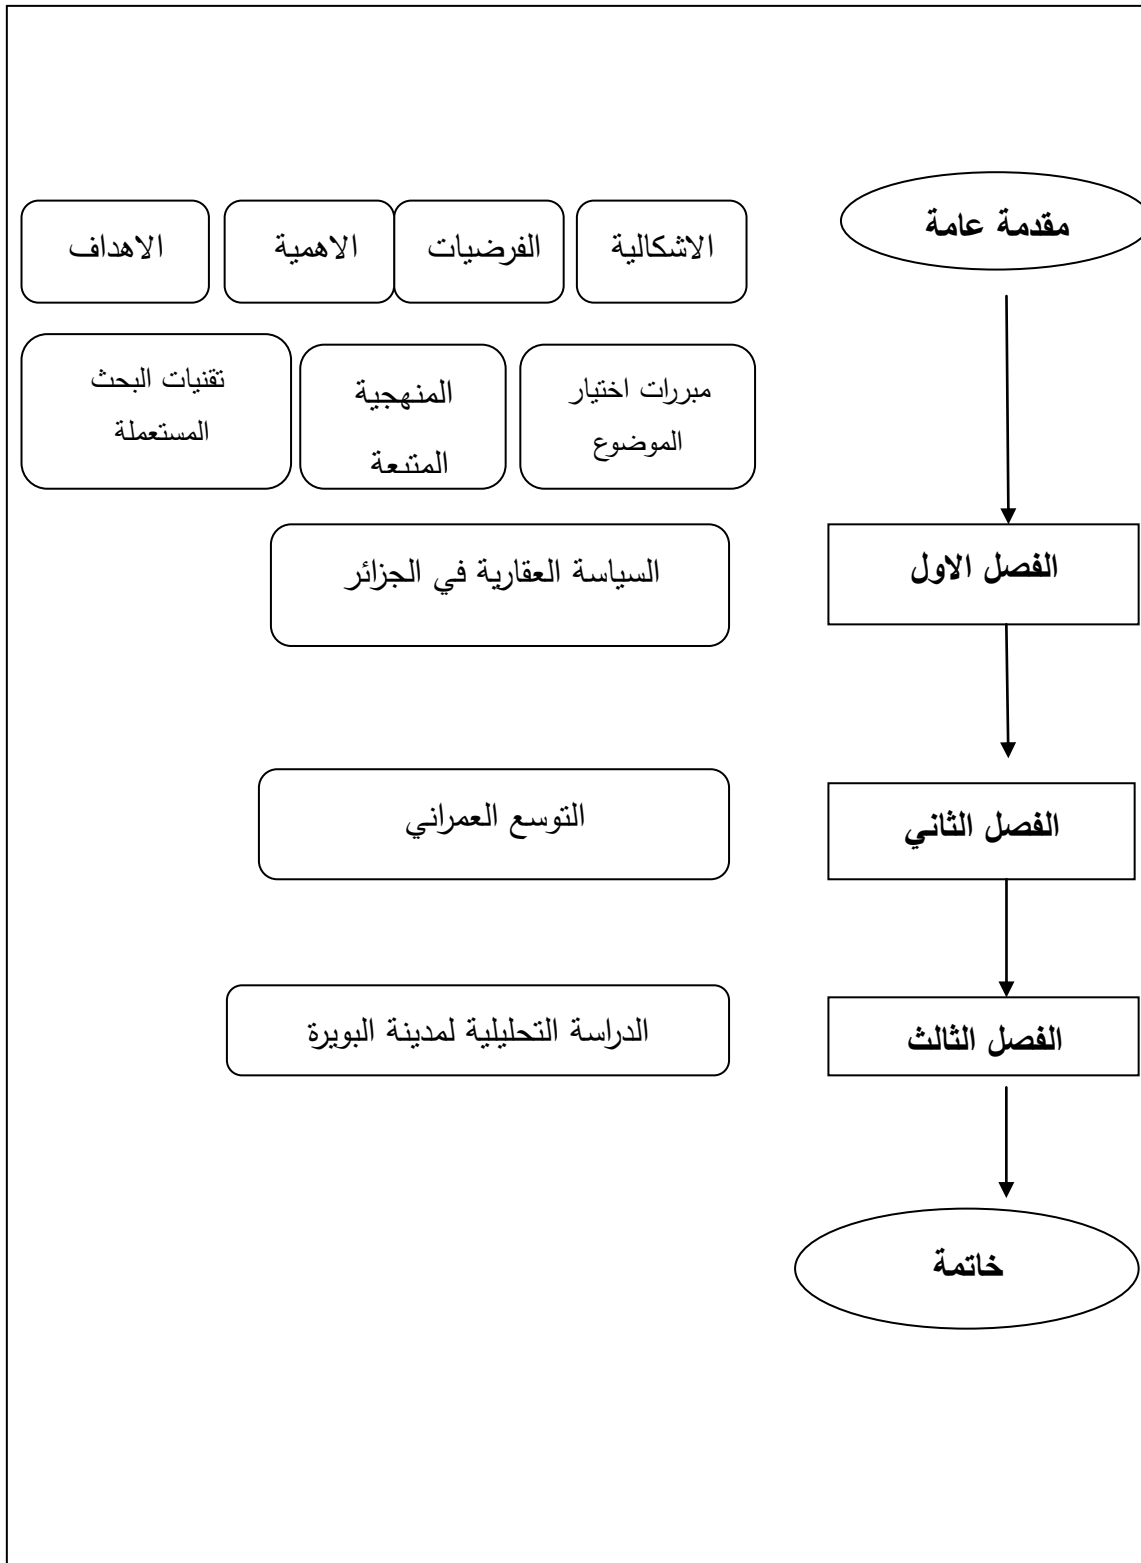 مقدمة عامة
الاشكالية
الفرضيات
الاهمية
الاهداف
مبررات اختيار
الموضوع
المنهجية
المتبعة
تقنيات البحث
المستعملة
الفصل الاول
السياسة العقارية في الجزائر
الفصل الثاني
التوسع العمراني
الفصل الثالث
الدراسة التحليلية لمدينة البويرة
خاتمة